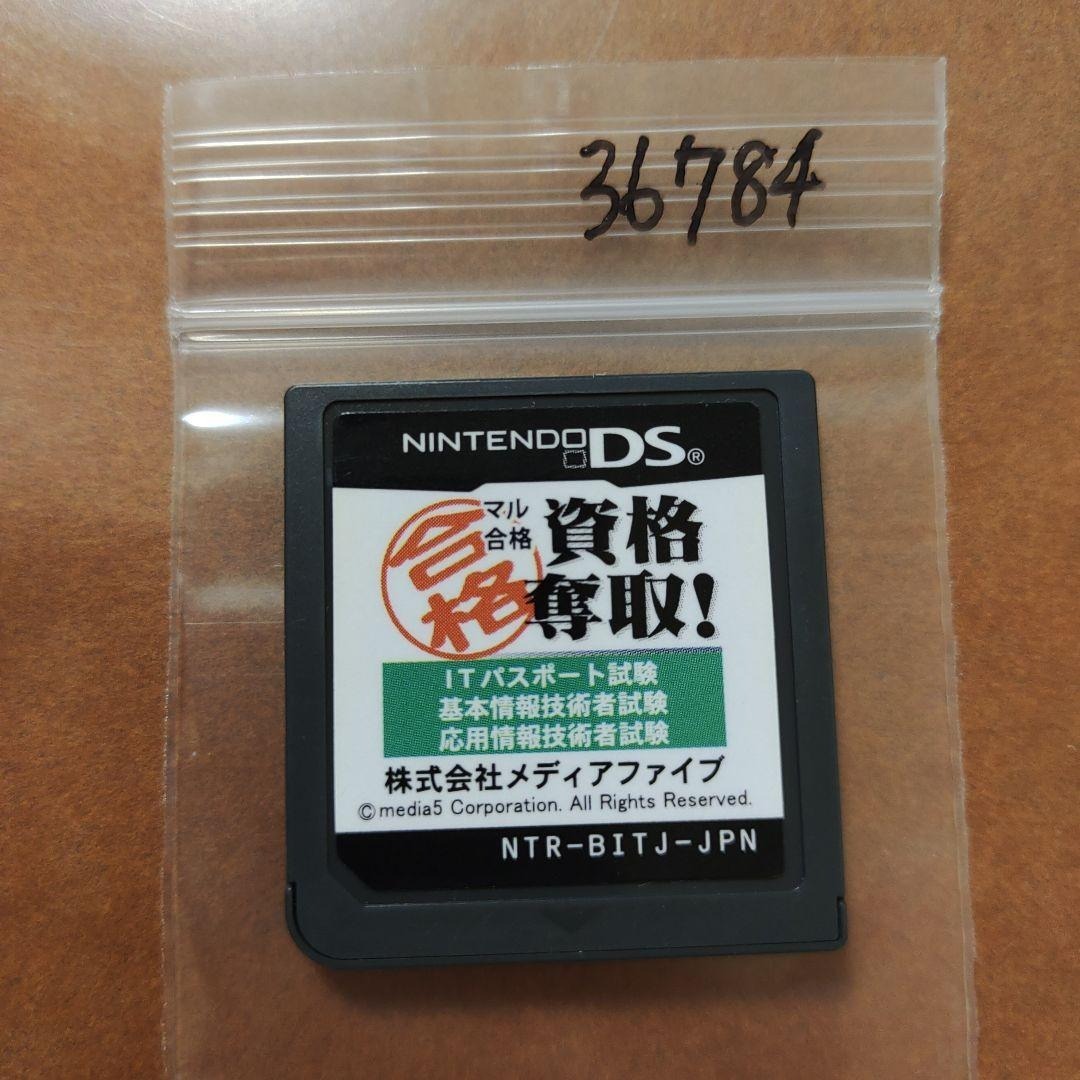 36784
NINTENDO DS®
合格
マル
合格
資格
奪取!
ITパスポート試験
基本情報技術者試験
応用情報技術者試験
株式会社メディアファイブ
©media5 Corporation. All Rights Reserved.
NTR-BITJ-JPN